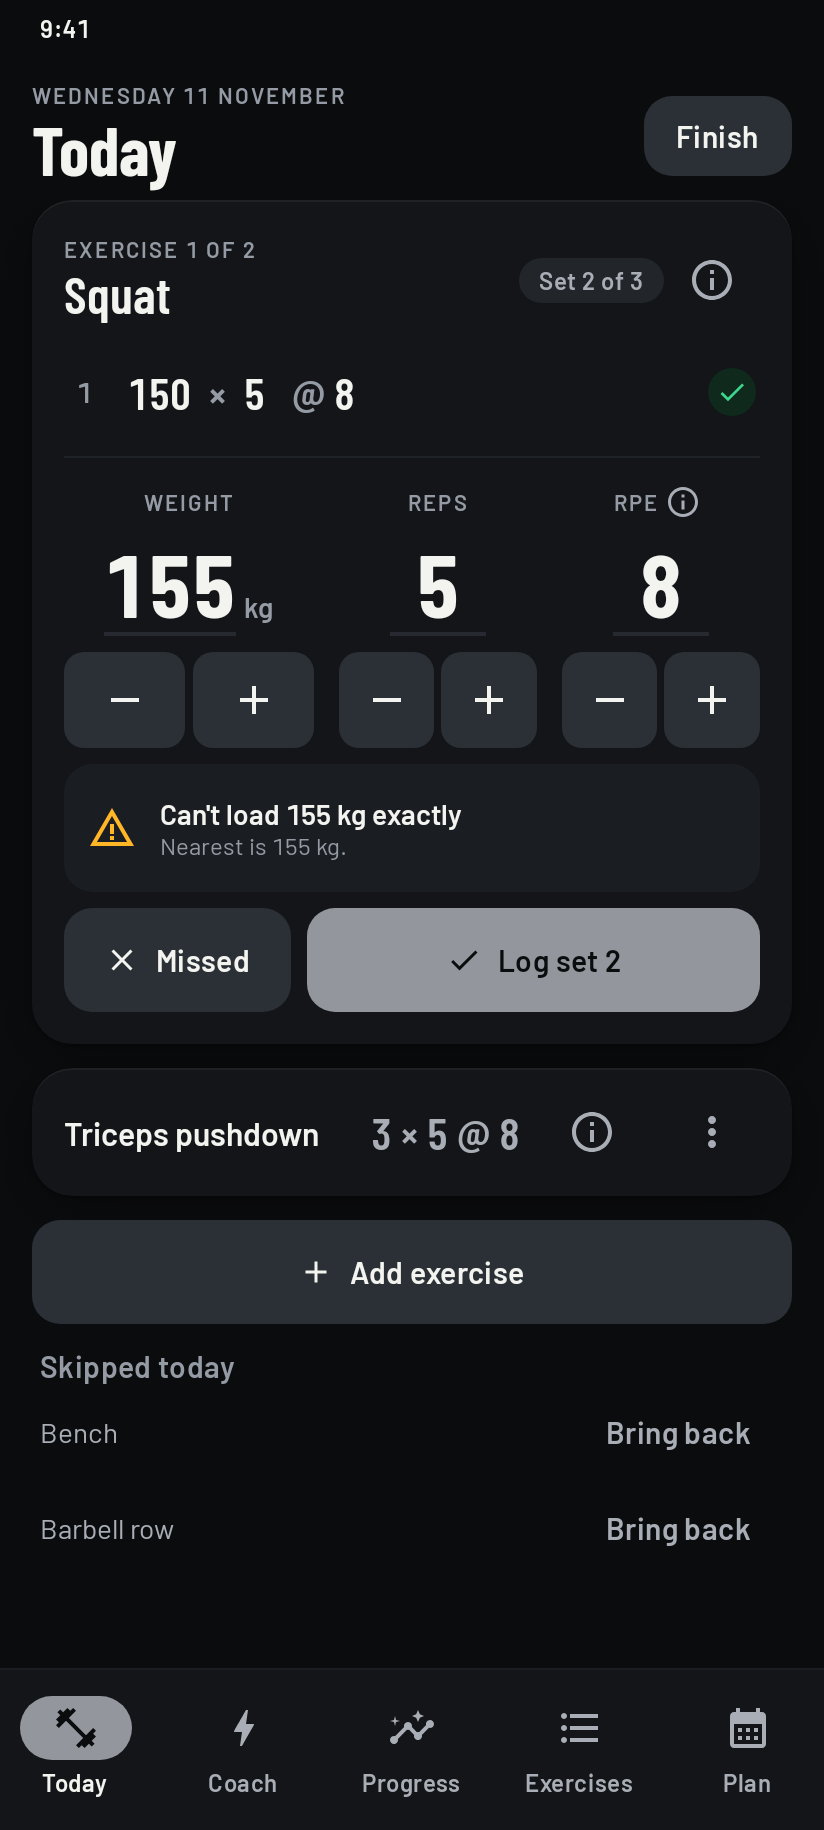 9:41
WEDNESDAY 11 NOVEMBER
Today
Finish
EXERCISE 1 OF 2
Squat
Set 2 of 3
1 150 × 5 @ 8
WEIGHT REPS RPE
155 kg 5 8
Can't load 155 kg exactly
Nearest is 155 kg.
Missed
Log set 2
Triceps pushdown 3 × 5 @ 8
Add exercise
Skipped today
Bench Bring back
Barbell row Bring back
Today Coach Progress Exercises Plan